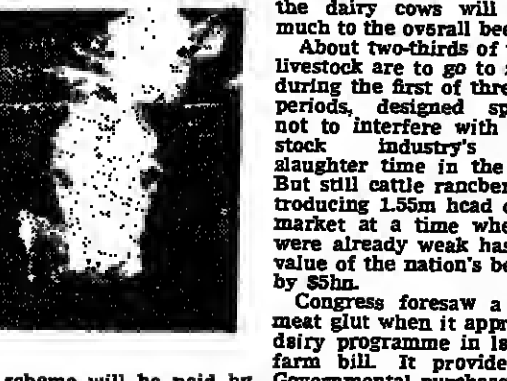 the dairy cows will
much to the overall bee
About two-thirds of
livestock are to go to
during the first of thre
periods, designed sp
not to interfere with
stock industry's
slaughter time in the
But still cattle rancher
troducing 1.55m head
market at a time whe
were already weak has
value of the nation's be
by $5bn.
Congress foresaw a
meat glut when it appr
dairy programme in
farm bill. It provide
scheme will be paid by
Governmental purchase